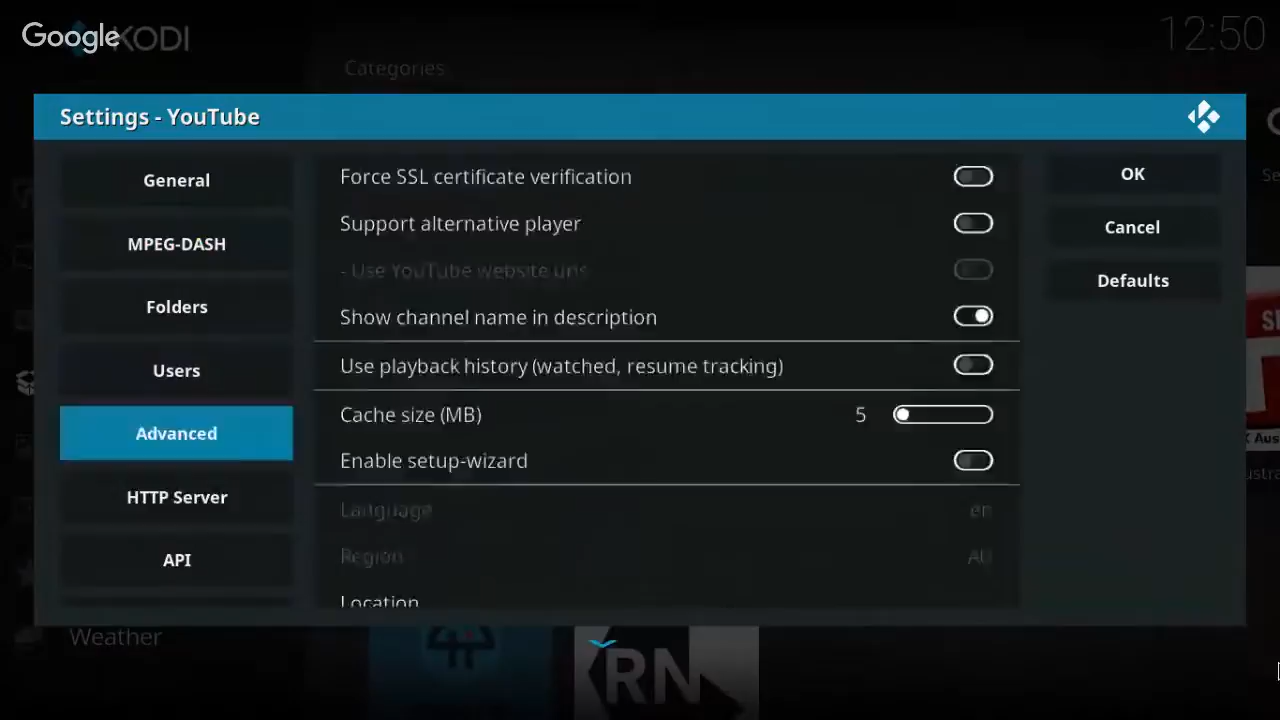 Google
KODI
12:50
Categories
Settings - YouTube
General
MPEG-DASH
Folders
Users
Advanced
HTTP Server
API
Force SSL certificate verification
Support alternative player
- Use YouTube website urls
Show channel name in description
Use playback history (watched, resume tracking)
Cache size (MB) 5
Enable setup-wizard
Language en
Region AU
Location
OK
Cancel
Defaults
Weather
RN